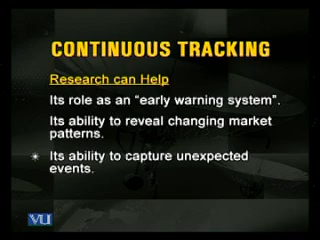 CONTINUOUS TRACKING
Research can Help
Its role as an “early warning system”.
Its ability to reveal changing market
patterns.
Its ability to capture unexpected
events.
VU